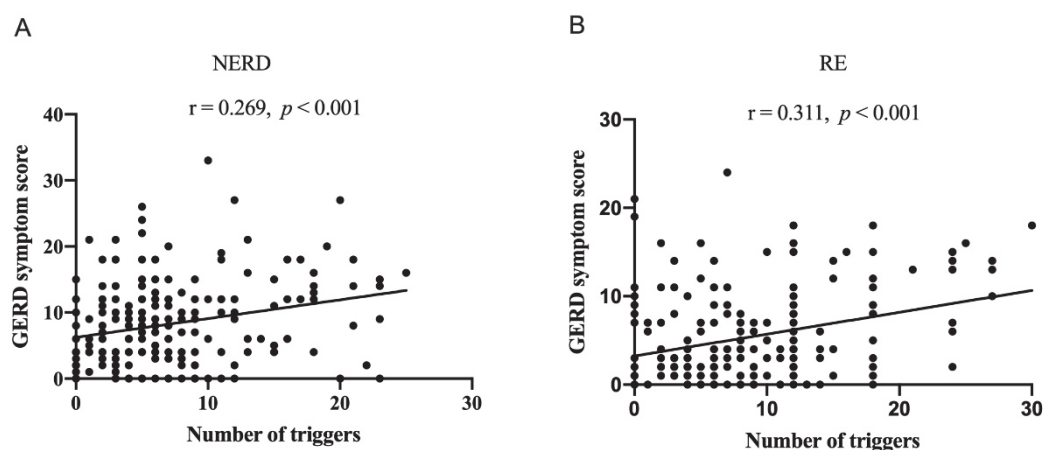 A
NERD
r = 0.269, p < 0.001
GERD symptom score
40
30
20
10
0
0 10 20 30
Number of triggers
B
RE
r = 0.311, p < 0.001
GERD symptom score
30
20
10
0
0 10 20 30
Number of triggers